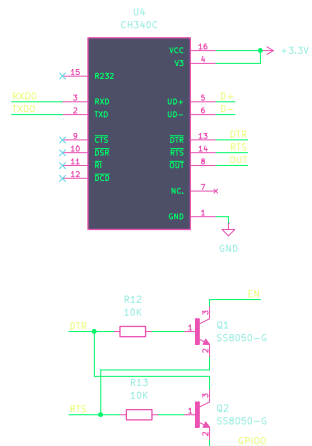 U4
CH340C
VCC 16 +3.3V
V3 4
15 R232
RXD0 3 RXD UD+ 5 D+
TXD0 2 TXD UD- 6 D-
9 CTS DTR 13 DTR
10 DSR RTS 14 RTS
11 RI OUT 8 OUT
12 DCD
NC. 7
GND 1
GND
EN
R12
10K
3
DTR 1 Q1
SS8050-G
2
R13
10K
3
RTS 1 Q2
SS8050-G
2
GPIO0